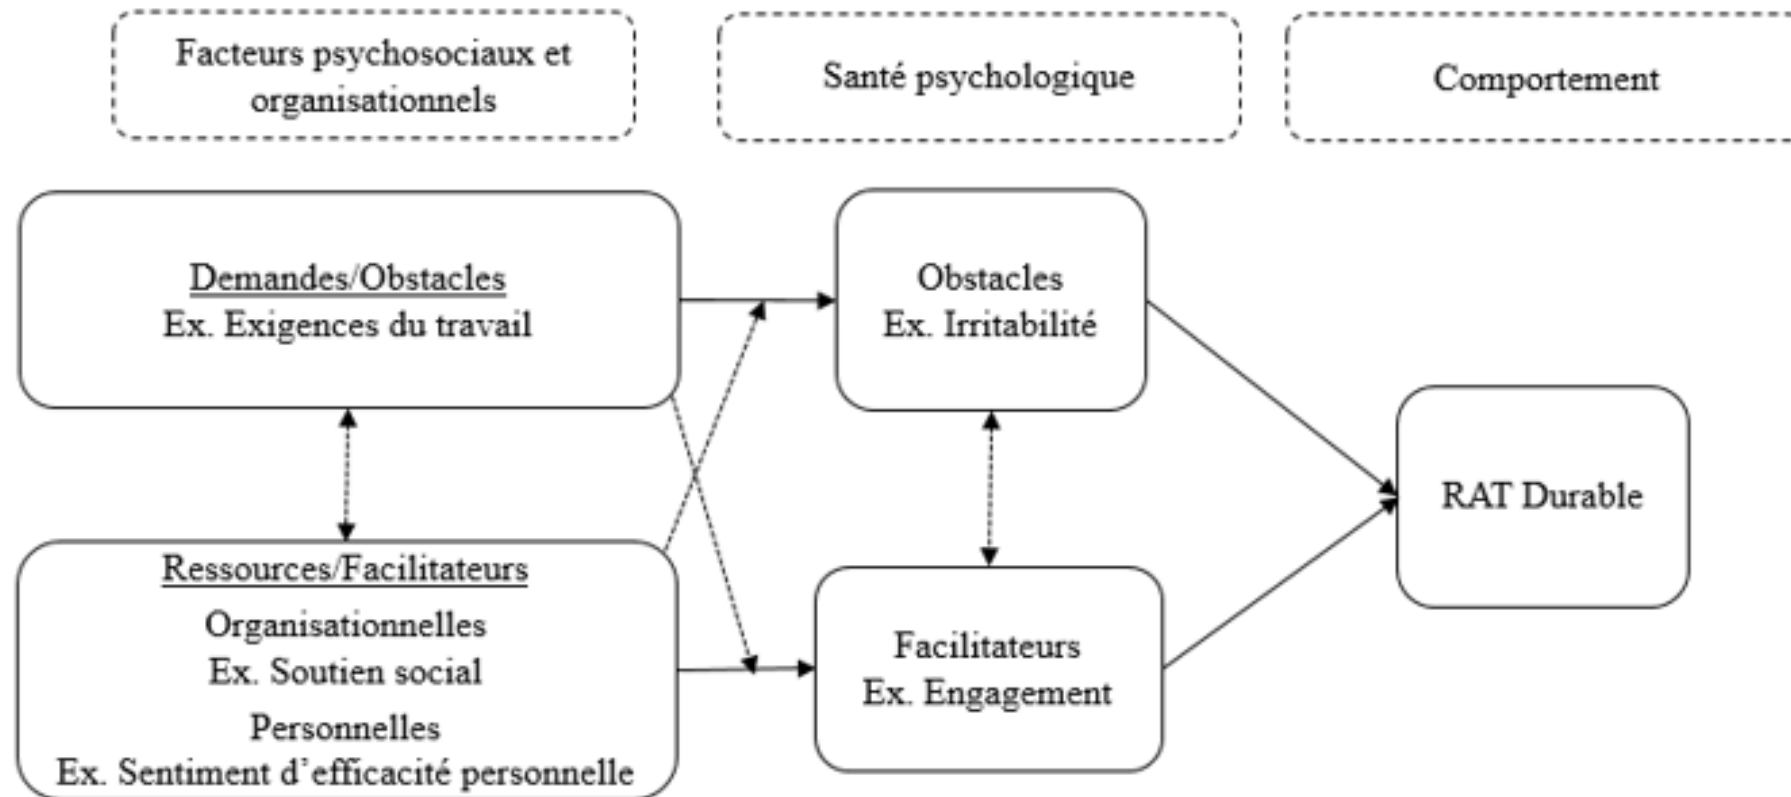 Facteurs psychosociaux et
organisationnels
Santé psychologique
Comportement
Demandes/Obstacles
Ex. Exigences du travail
Obstacles
Ex. Irritabilité
RAT Durable
Ressources/Facilitateurs
Organisationnelles
Ex. Soutien social
Personnelles
Ex. Sentiment d’efficacité personnelle
Facilitateurs
Ex. Engagement